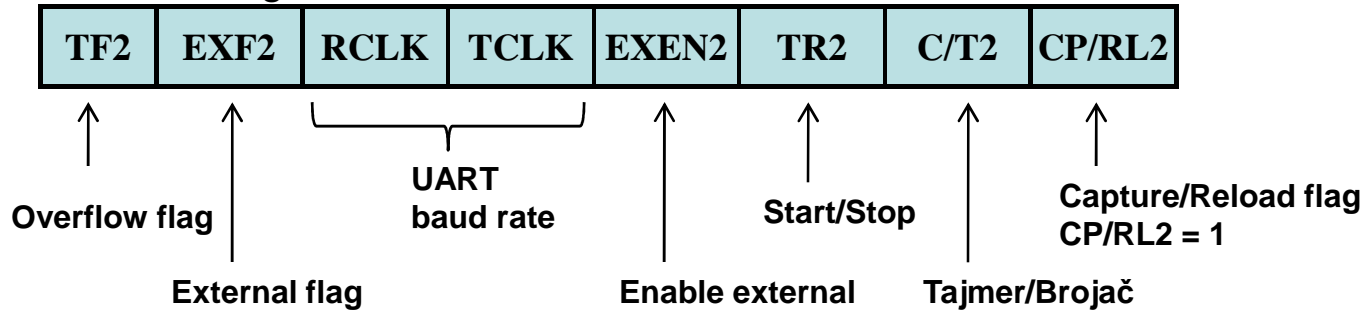 TF2 EXF2 RCLK TCLK EXEN2 TR2 C/T2 CP/RL2
UART
baud rate
Overflow flag
Start/Stop
Capture/Reload flag
CP/RL2 = 1
External flag
Enable external
Tajmer/Brojač